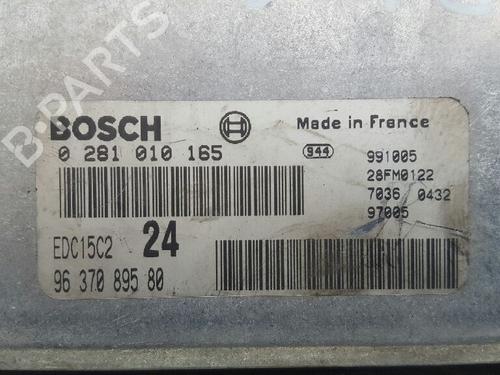 B-PARTS
BOSCH
Made in France
0 281 010 165
944
991005
28FM0122
7036 0432
97005
EDC15C2
24
96 370 895 80